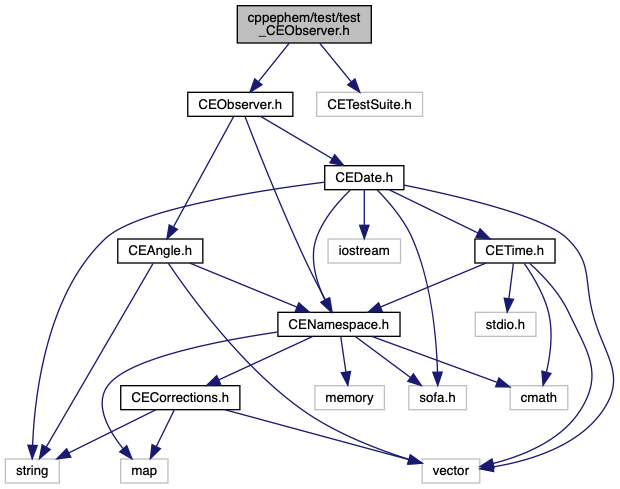 cppephem/test/test
_CEObserver.h
CEObserver.h
CETestSuite.h
CEDate.h
CEAngle.h
iostream
CETime.h
CENamespace.h
stdio.h
CECorrections.h
memory
sofa.h
cmath
string
map
vector